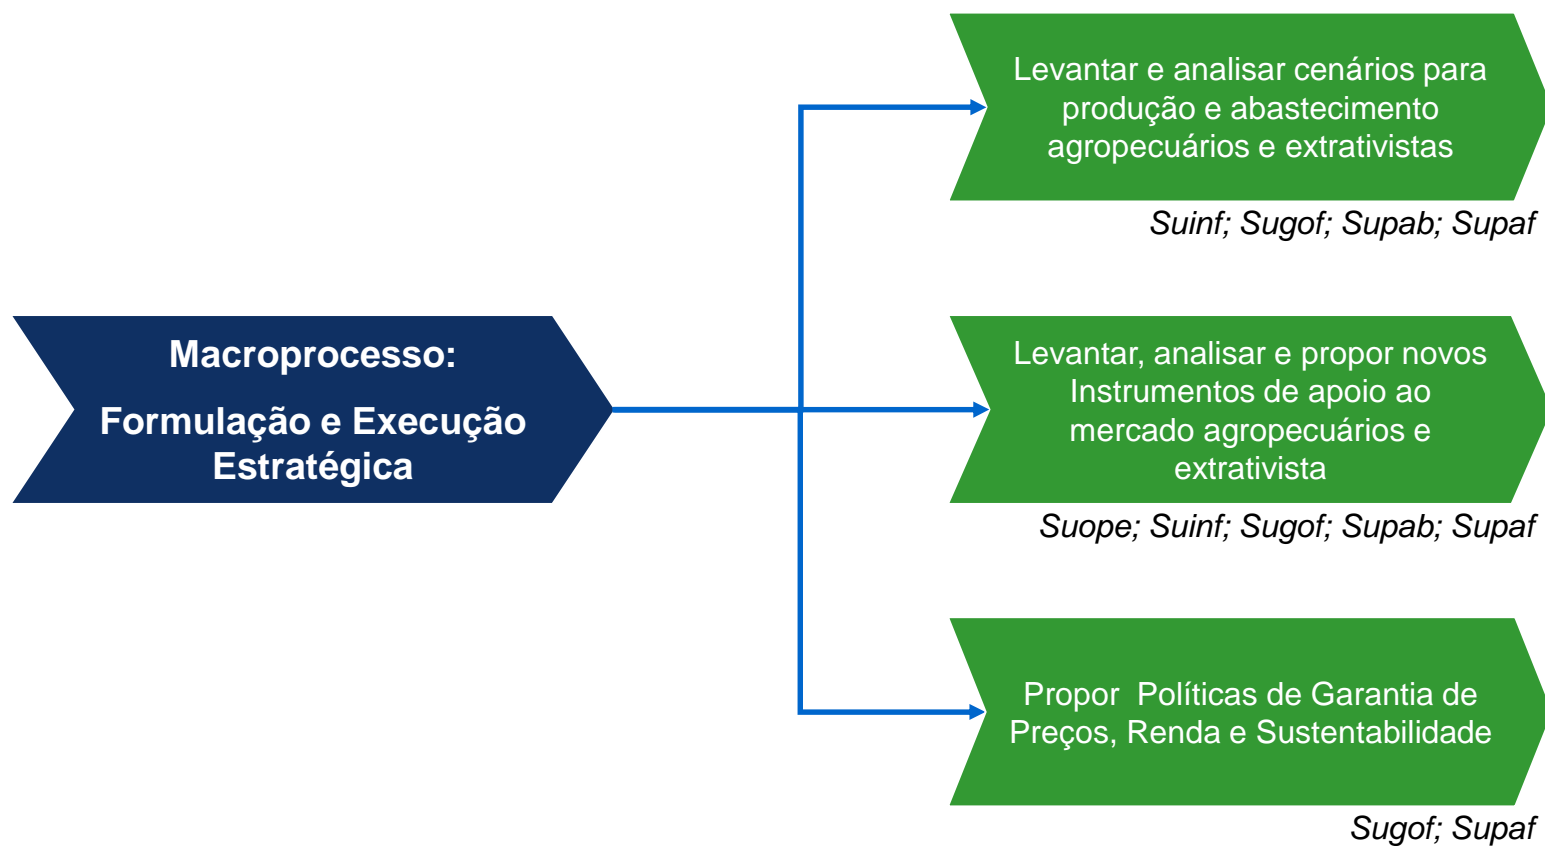 Levantar e analisar cenários para
produção e abastecimento
agropecuários e extrativistas
Suinf; Sugof; Supab; Supaf
Macroprocesso:
Formulação e Execução
Estratégica
Levantar, analisar e propor novos
Instrumentos de apoio ao
mercado agropecuários e
extrativista
Suope; Suinf; Sugof; Supab; Supaf
Propor  Políticas de Garantia de
Preços, Renda e Sustentabilidade
Sugof; Supaf